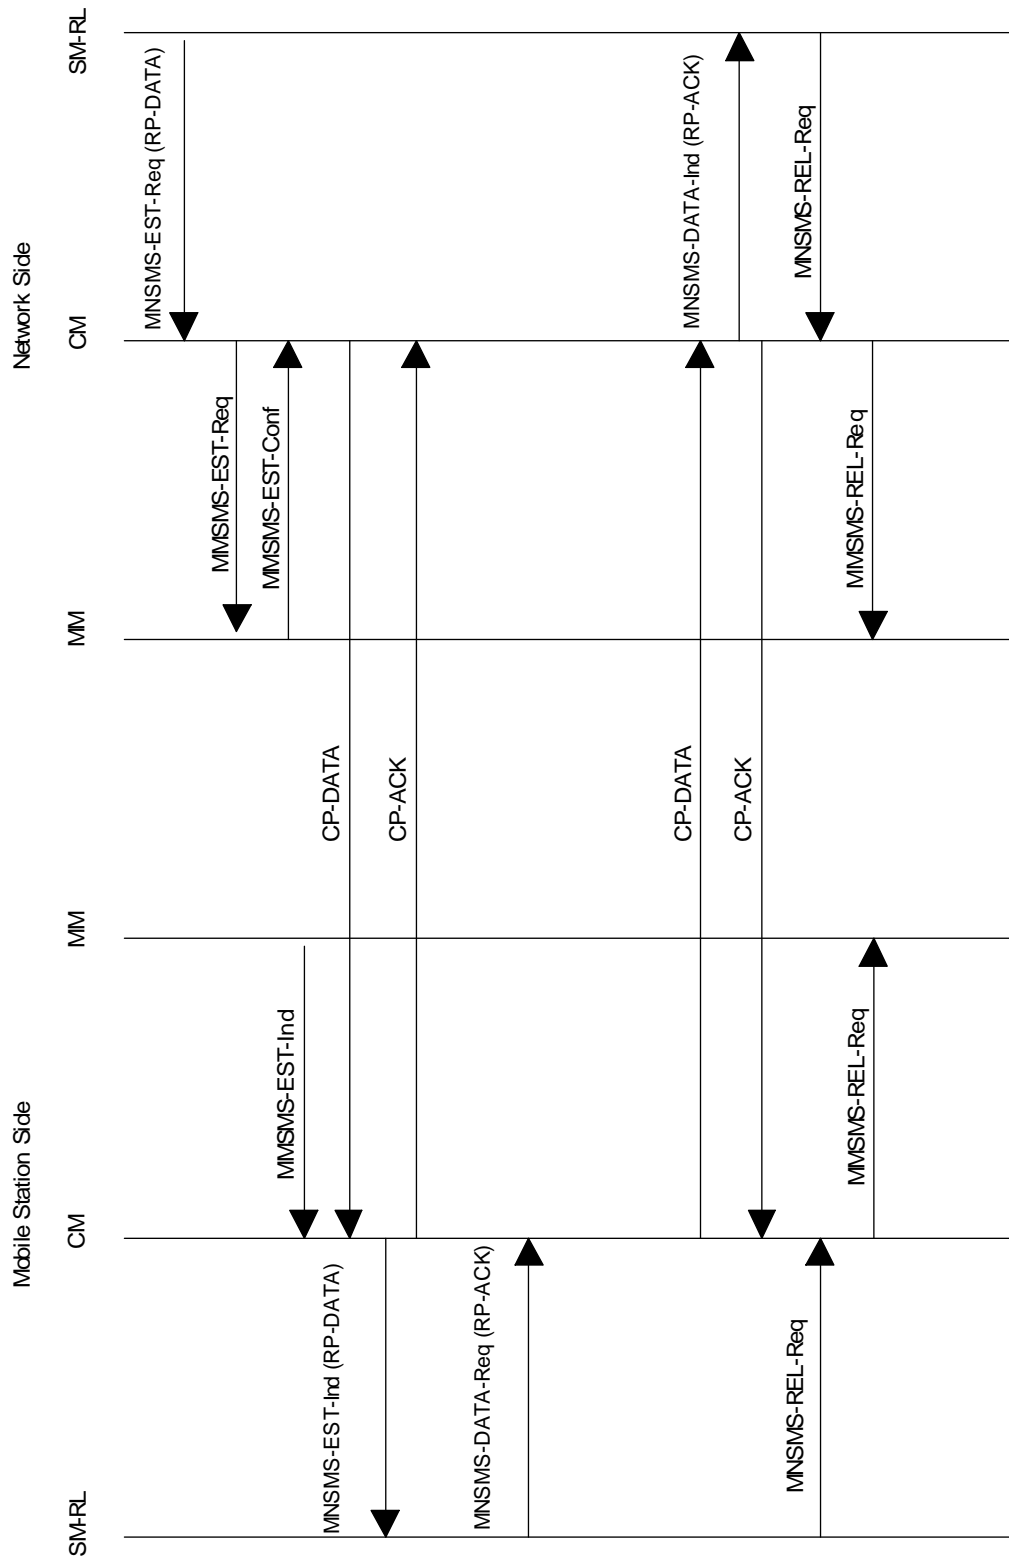 Mobile Station Side
Network Side
SM-RL
CM
MM
MM
CM
SM-RL
MNSMS-EST-Req (RP-DATA)
MMSMS-EST-Req
MMSMS-EST-Conf
MMSMS-EST-Ind
CP-DATA
MNSMS-EST-Ind (RP-DATA)
CP-ACK
MNSMS-DATA-Req (RP-ACK)
CP-DATA
MNSMS-DATA-Ind (RP-ACK)
CP-ACK
MNSMS-REL-Req
MNSMS-REL-Req
MMSMS-REL-Req
MMSMS-REL-Req